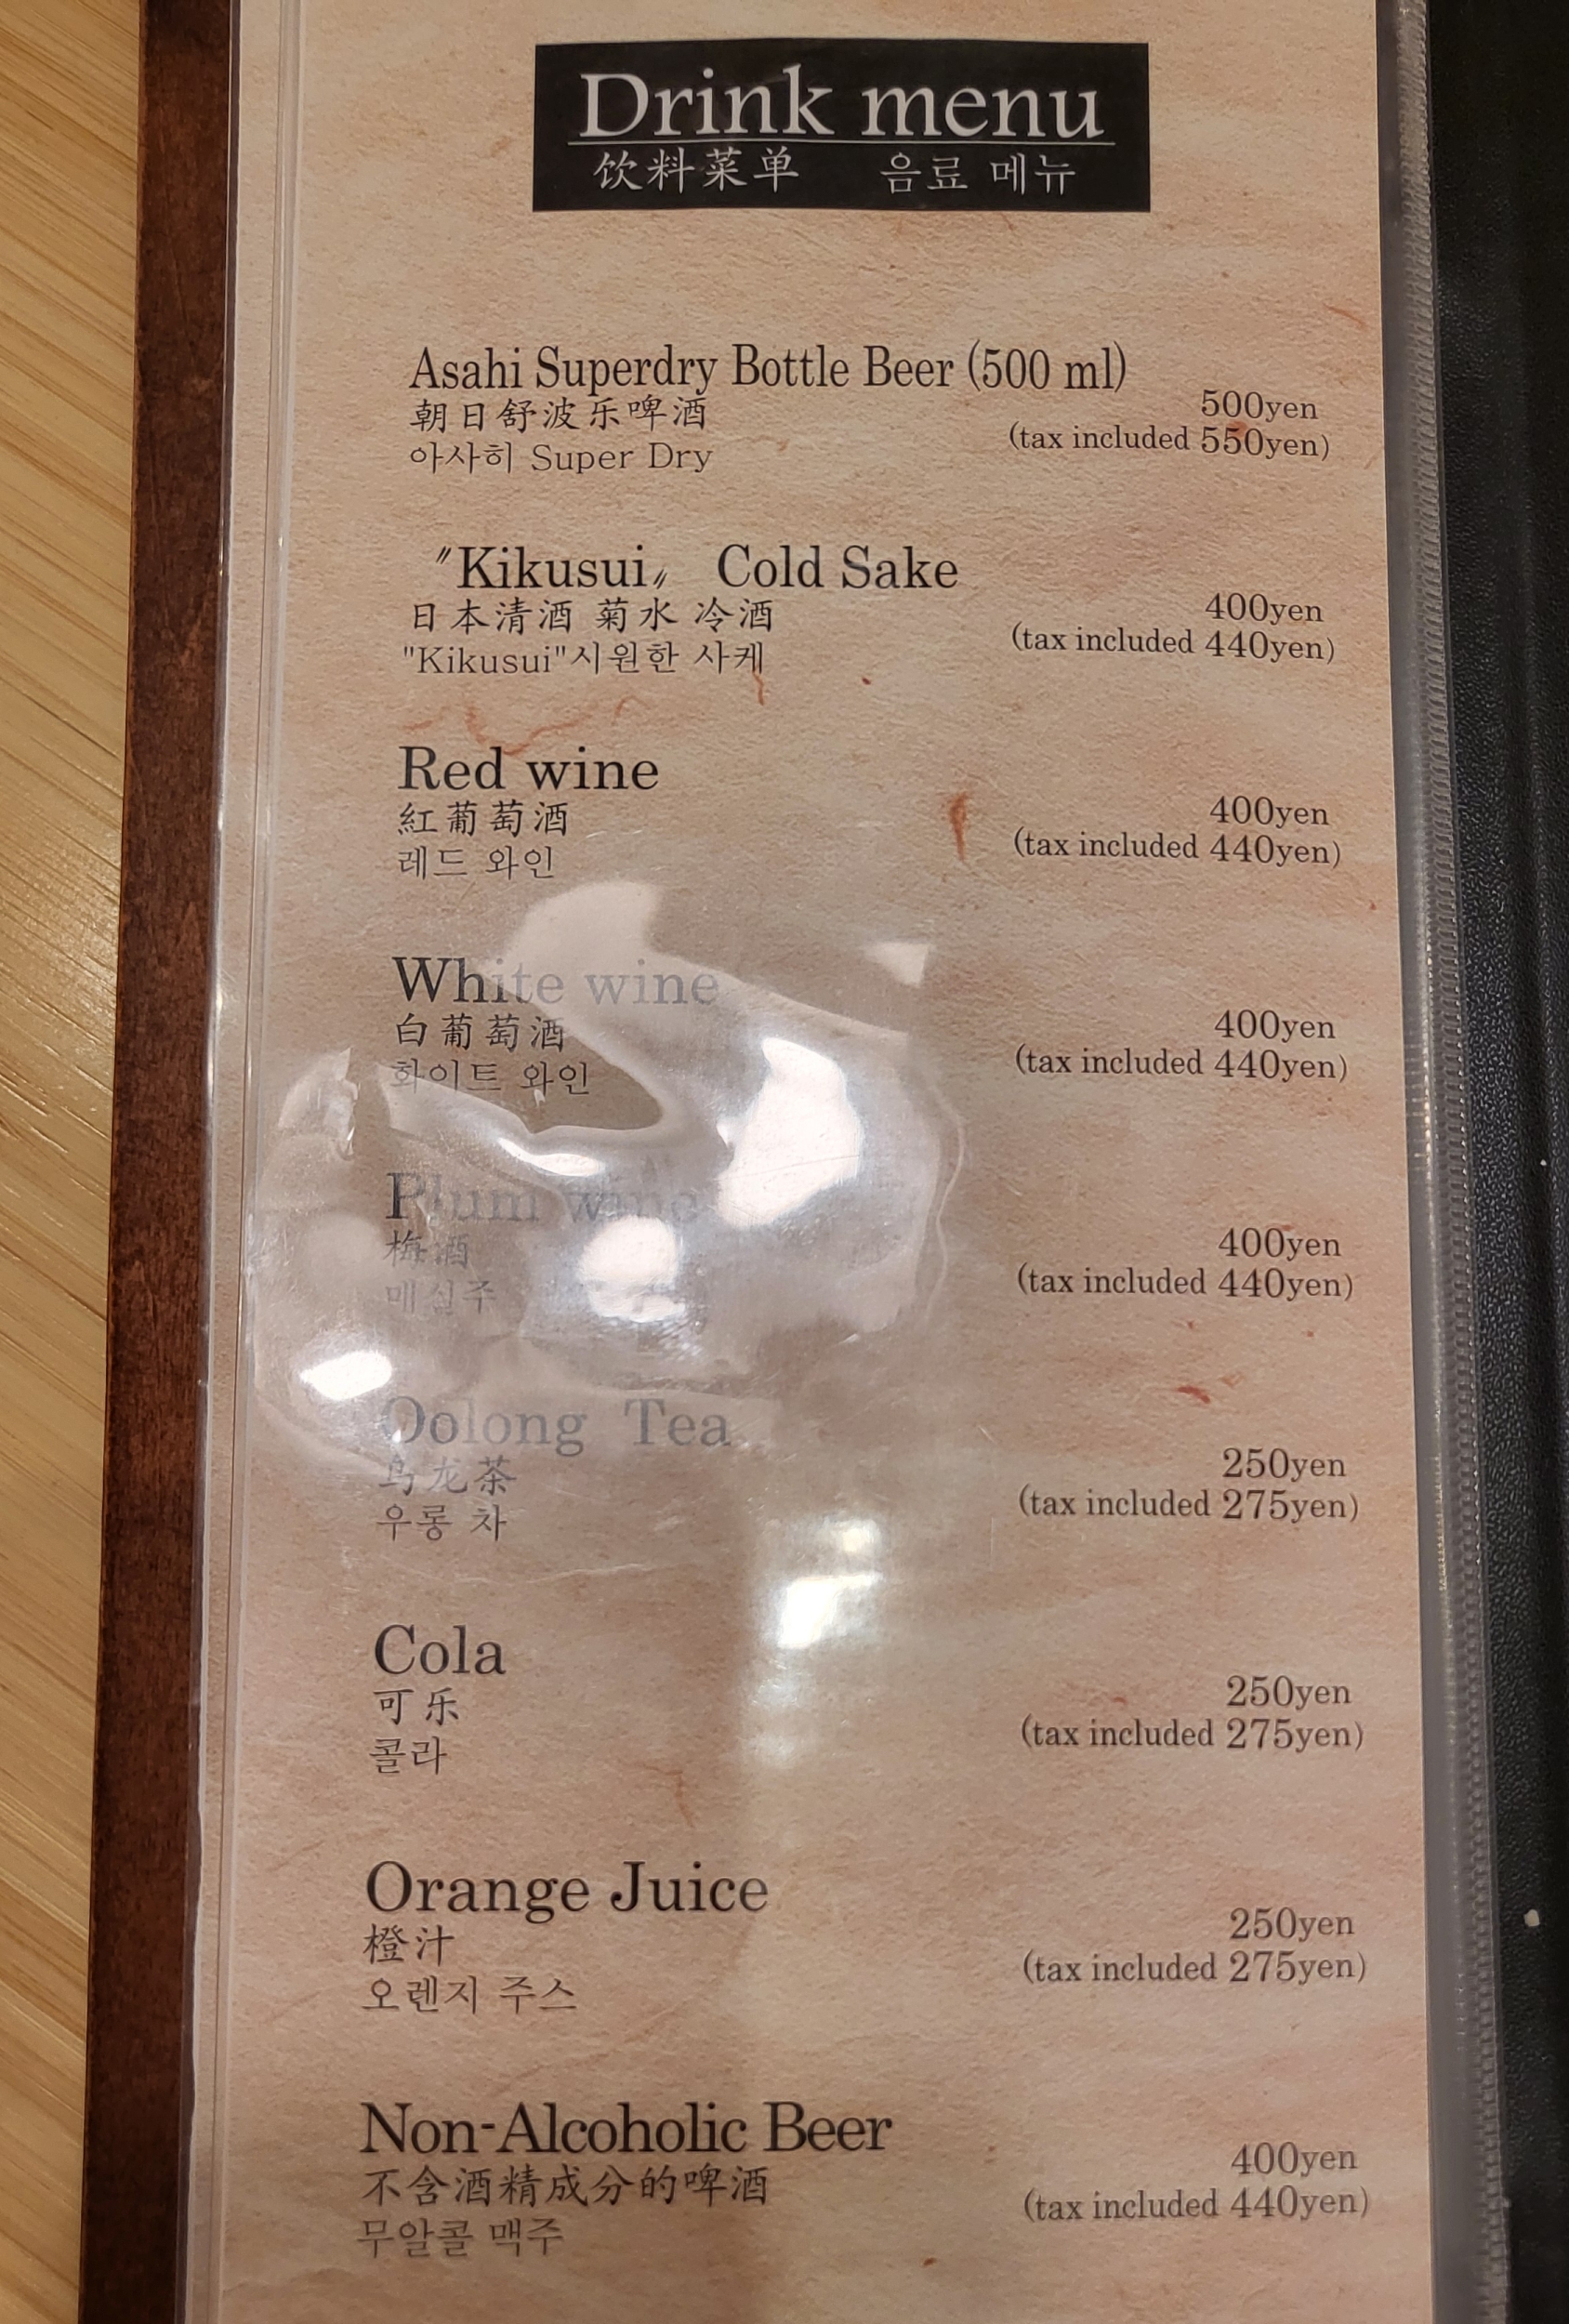 Drink menu
饮料菜单 음료 메뉴
Asahi Superdry Bottle Beer (500 ml)
朝日舒波乐啤酒
아사히 Super Dry
500yen
(tax included 550yen)
〝Kikusui〟 Cold Sake
日本清酒 菊水 冷酒
"Kikusui"시원한 사케
400yen
(tax included 440yen)
Red wine
紅葡萄酒
레드 와인
400yen
(tax included 440yen)
White wine
白葡萄酒
화이트 와인
400yen
(tax included 440yen)
Plum wine
梅酒
매실주
400yen
(tax included 440yen)
Oolong Tea
乌龙茶
우롱 차
250yen
(tax included 275yen)
Cola
可乐
콜라
250yen
(tax included 275yen)
Orange Juice
橙汁
오렌지 주스
250yen
(tax included 275yen)
Non-Alcoholic Beer
不含酒精成分的啤酒
무알콜 맥주
400yen
(tax included 440yen)